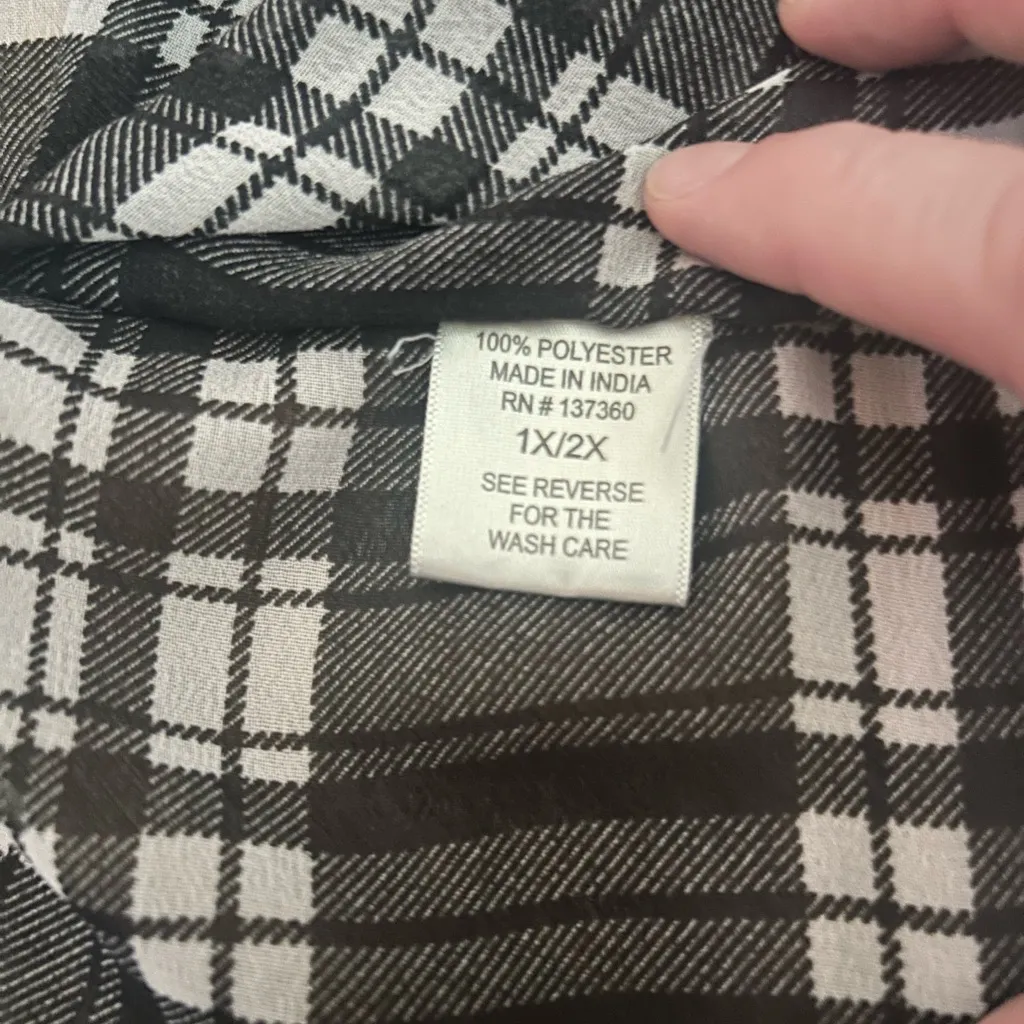 100% POLYESTER
MADE IN INDIA
RN # 137360
1X/2X
SEE REVERSE
FOR THE
WASH CARE